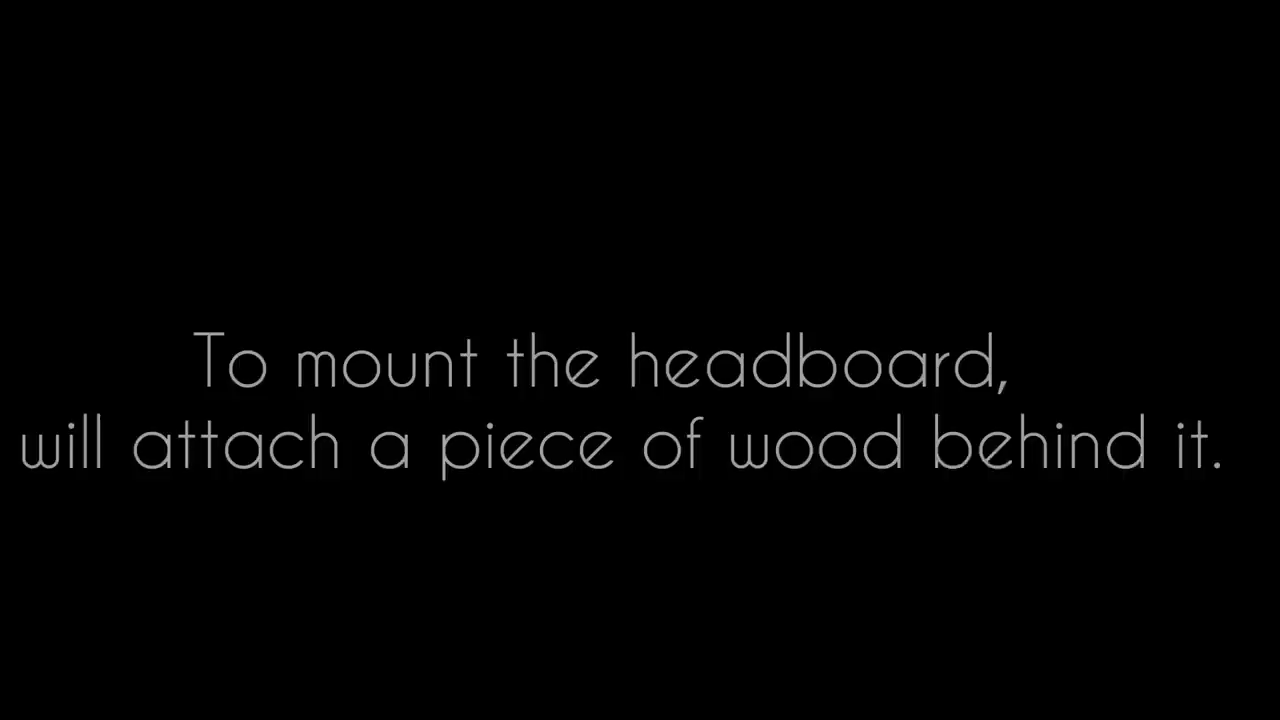 To mount the headboard,
will attach a piece of wood behind it.